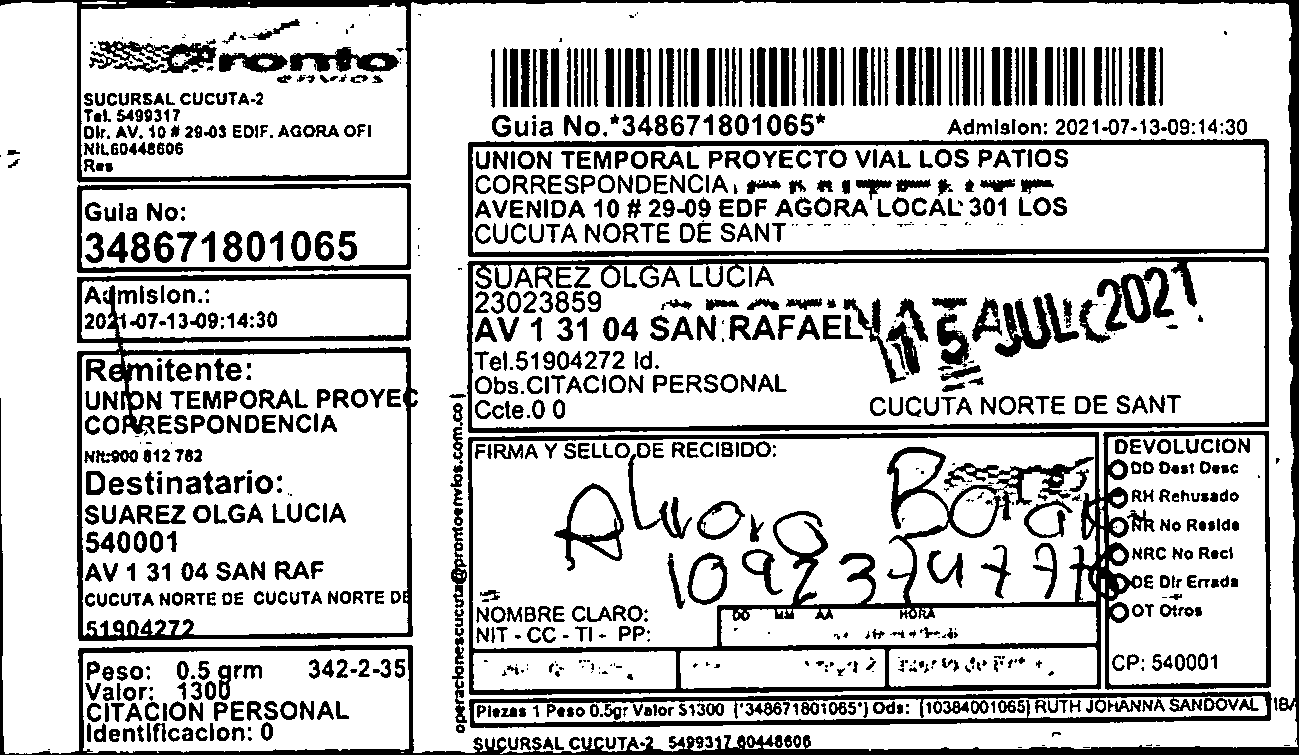 Pronto
envios
SUCURSAL CUCUTA-2
Tel. 5499317
Dir. AV. 10 # 29-03 EDIF. AGORA OFI
NIL60448606
Res
Guia No:
348671801065
Admision.:
2021-07-13-09:14:30
Remitente:
UNION TEMPORAL PROYEC
CORRESPONDENCIA
Nit:900 812 782
Destinatario:
SUAREZ OLGA LUCIA
540001
AV 1 31 04 SAN RAF
CUCUTA NORTE DE CUCUTA NORTE DE
51904272
Peso: 0.5 grm 342-2-35
Valor: 1300
CITACION PERSONAL
Identificacion: 0
Guia No.*348671801065*
Admision: 2021-07-13-09:14:30
UNION TEMPORAL PROYECTO VIAL LOS PATIOS
CORRESPONDENCIA
AVENIDA 10 # 29-09 EDF AGORA LOCAL 301 LOS
CUCUTA NORTE DE SANT
SUAREZ OLGA LUCIA
23023859
AV 1 31 04 SAN RAFAEL
15 JUL 2021
Tel.51904272 Id.
Obs.CITACION PERSONAL
Ccte.0 0
CUCUTA NORTE DE SANT
operacionescucuta@prontoenvios.com.co
FIRMA Y SELLO DE RECIBIDO:
NOMBRE CLARO:
NIT - CC - TI - PP:
DD MM AA HORA
DEVOLUCION
DD Dest Desc
RH Rehusado
NR No Reside
NRC No Recl
DE Dir Errada
OT Otros
CP: 540001
Piezas 1 Peso 0.5gr Valor $1300 (*348671801065*) Ods: (10384001065) RUTH JOHANNA SANDOVAL
SUCURSAL CUCUTA-2 5499317 60448606